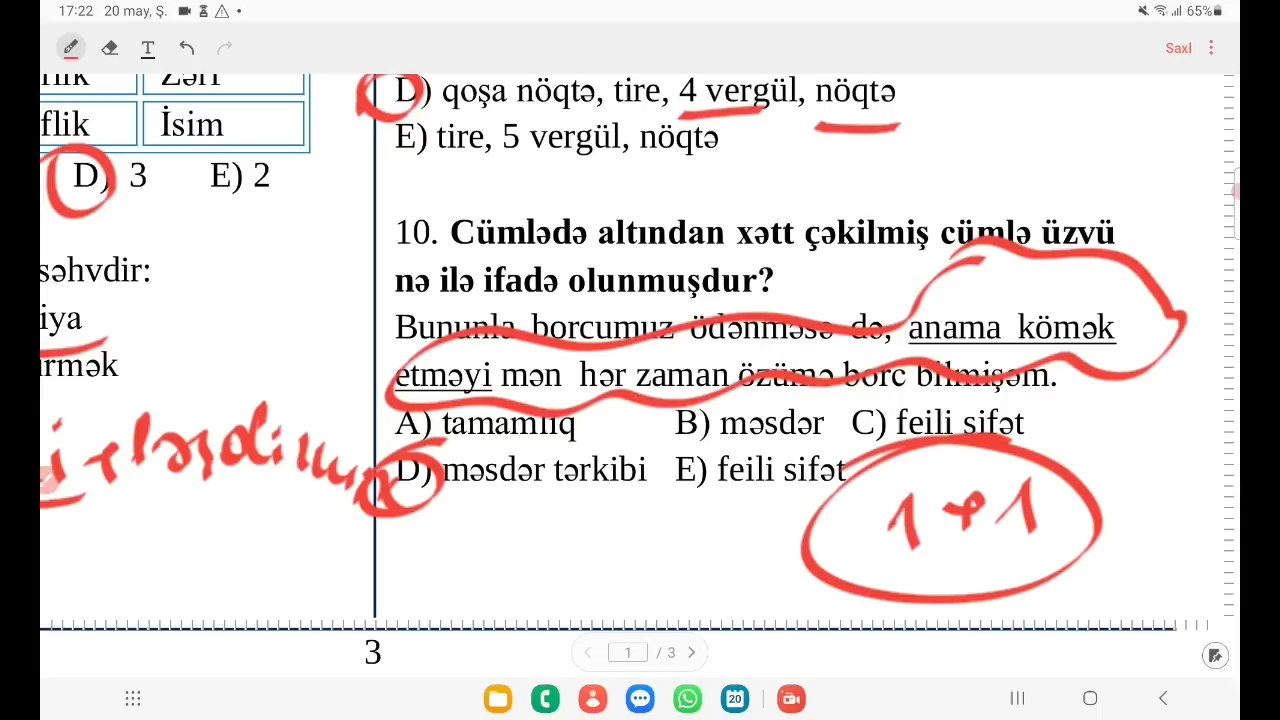 17:22 20 may, Ş.
65%
T
Saxl
Zərf
flik İsim
D) 3 E) 2
səhvdir:
iya
irmək
D) qoşa nöqtə, tire, 4 vergül, nöqtə
E) tire, 5 vergül, nöqtə
10. Cümlədə altından xətt çəkilmiş cümlə üzvü
nə ilə ifadə olunmuşdur?
Bununla borcumuz ödənməsə də, anama kömək
etməyi mən hər zaman özümə borc bilmişəm.
A) tamamlıq B) məsdər C) feili sifət
D) məsdər tərkibi E) feili sifət
1+1
3
1 / 3
20